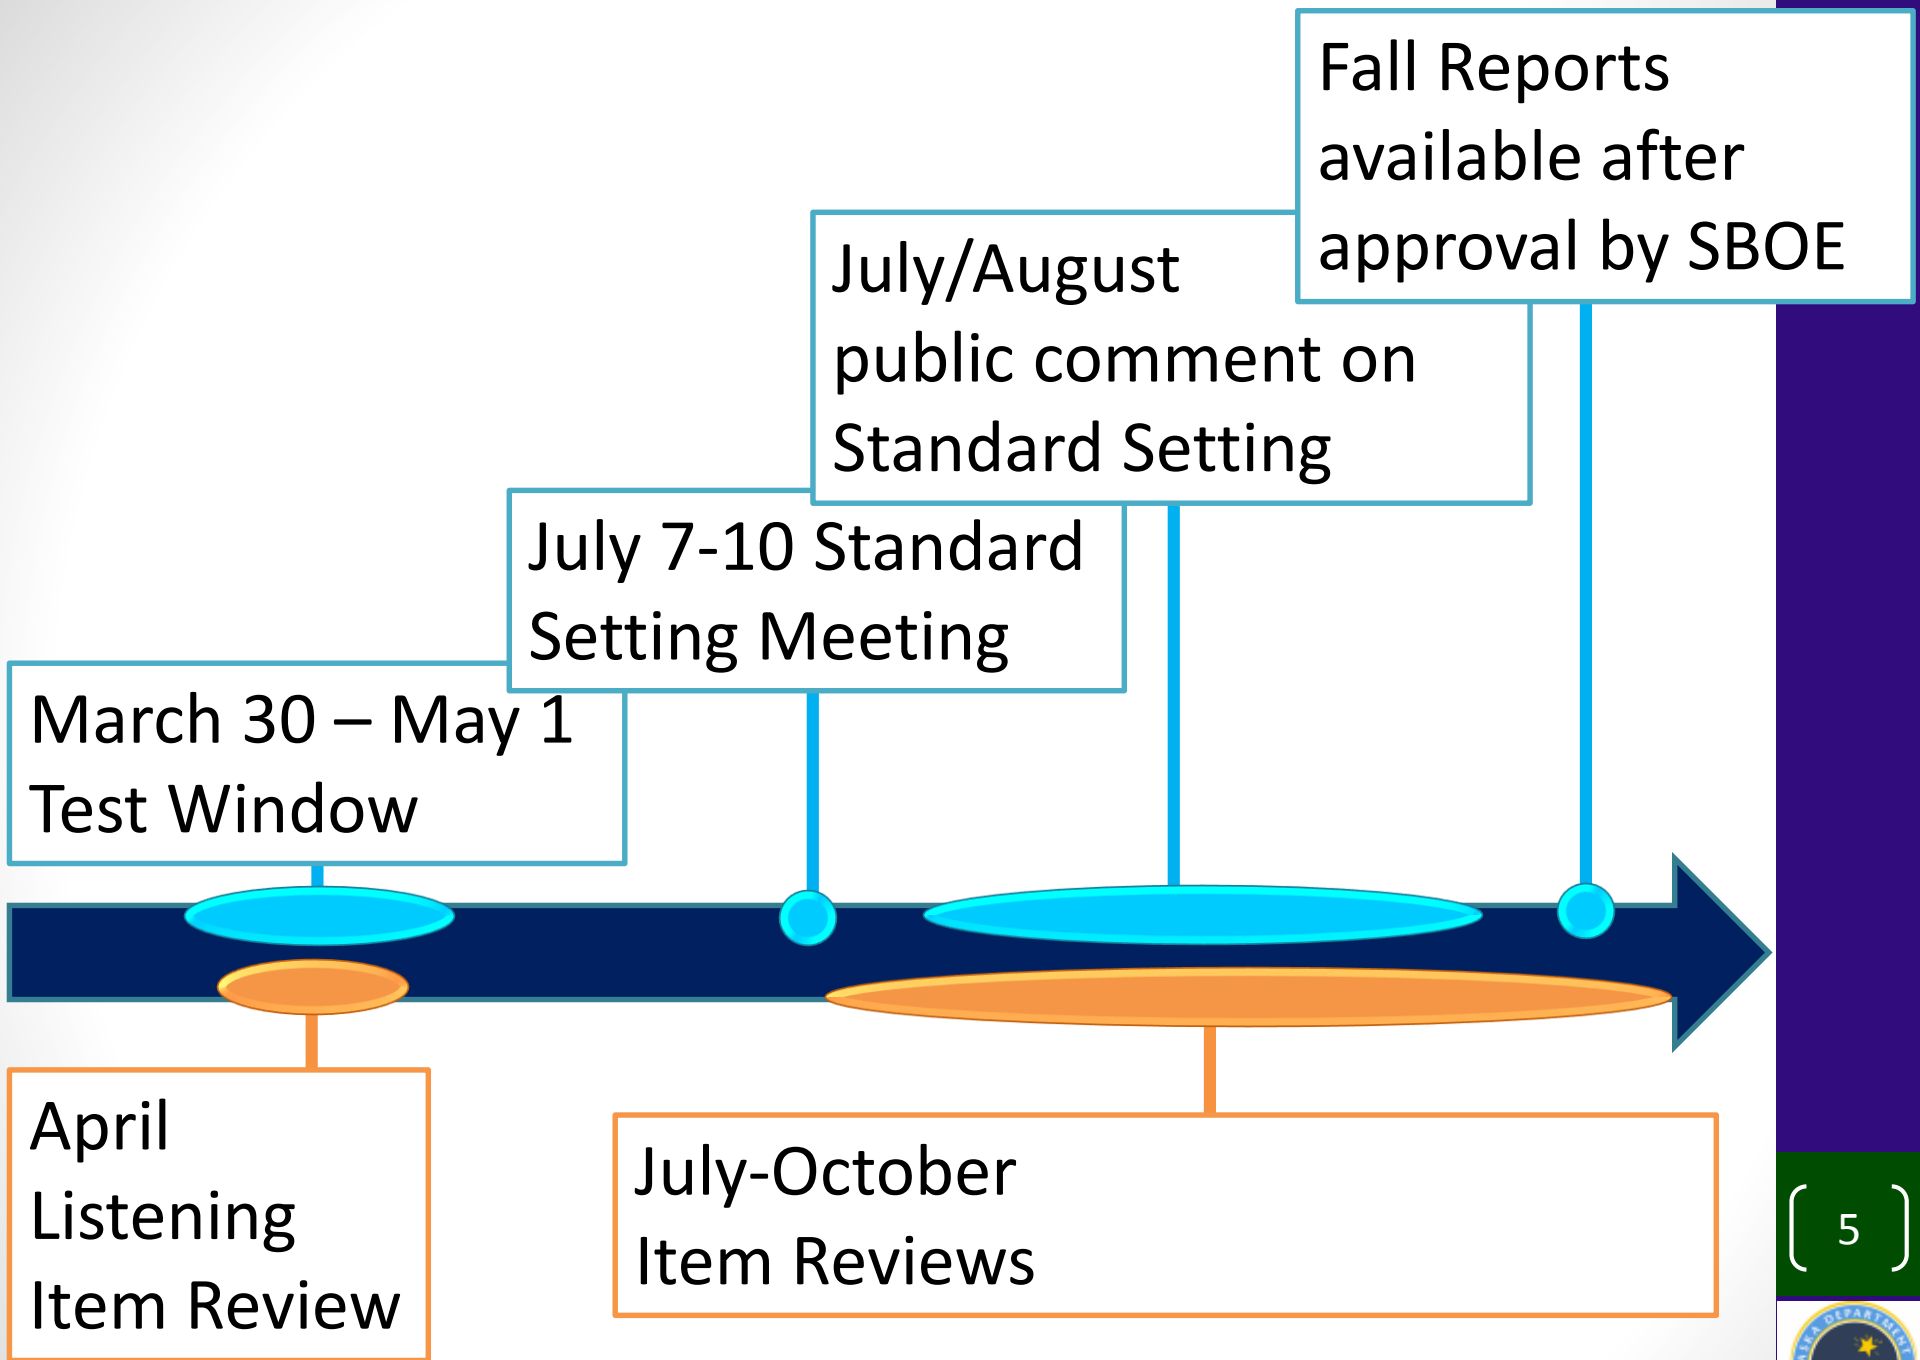 Fall Reports
available after
approval by SBOE
July/August
public comment on
Standard Setting
July 7-10 Standard
Setting Meeting
March 30 – May 1
Test Window
April
Listening
Item Review
July-October
Item Reviews
5
DEPARTME